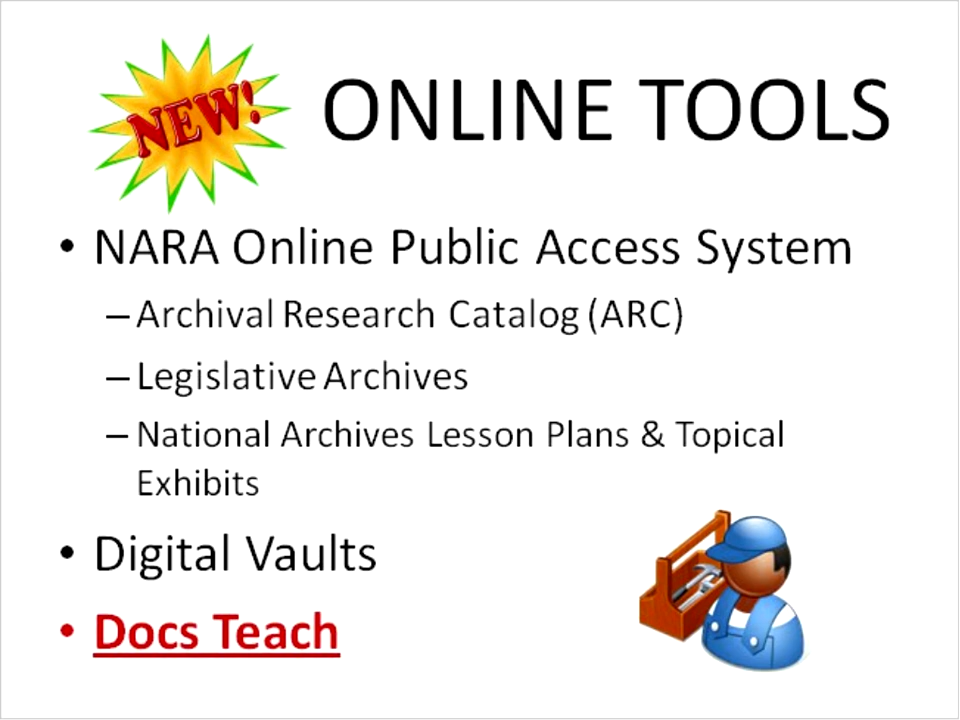 NEW!
ONLINE TOOLS
• NARA Online Public Access System
– Archival Research Catalog (ARC)
– Legislative Archives
– National Archives Lesson Plans & Topical
Exhibits
• Digital Vaults
• Docs Teach